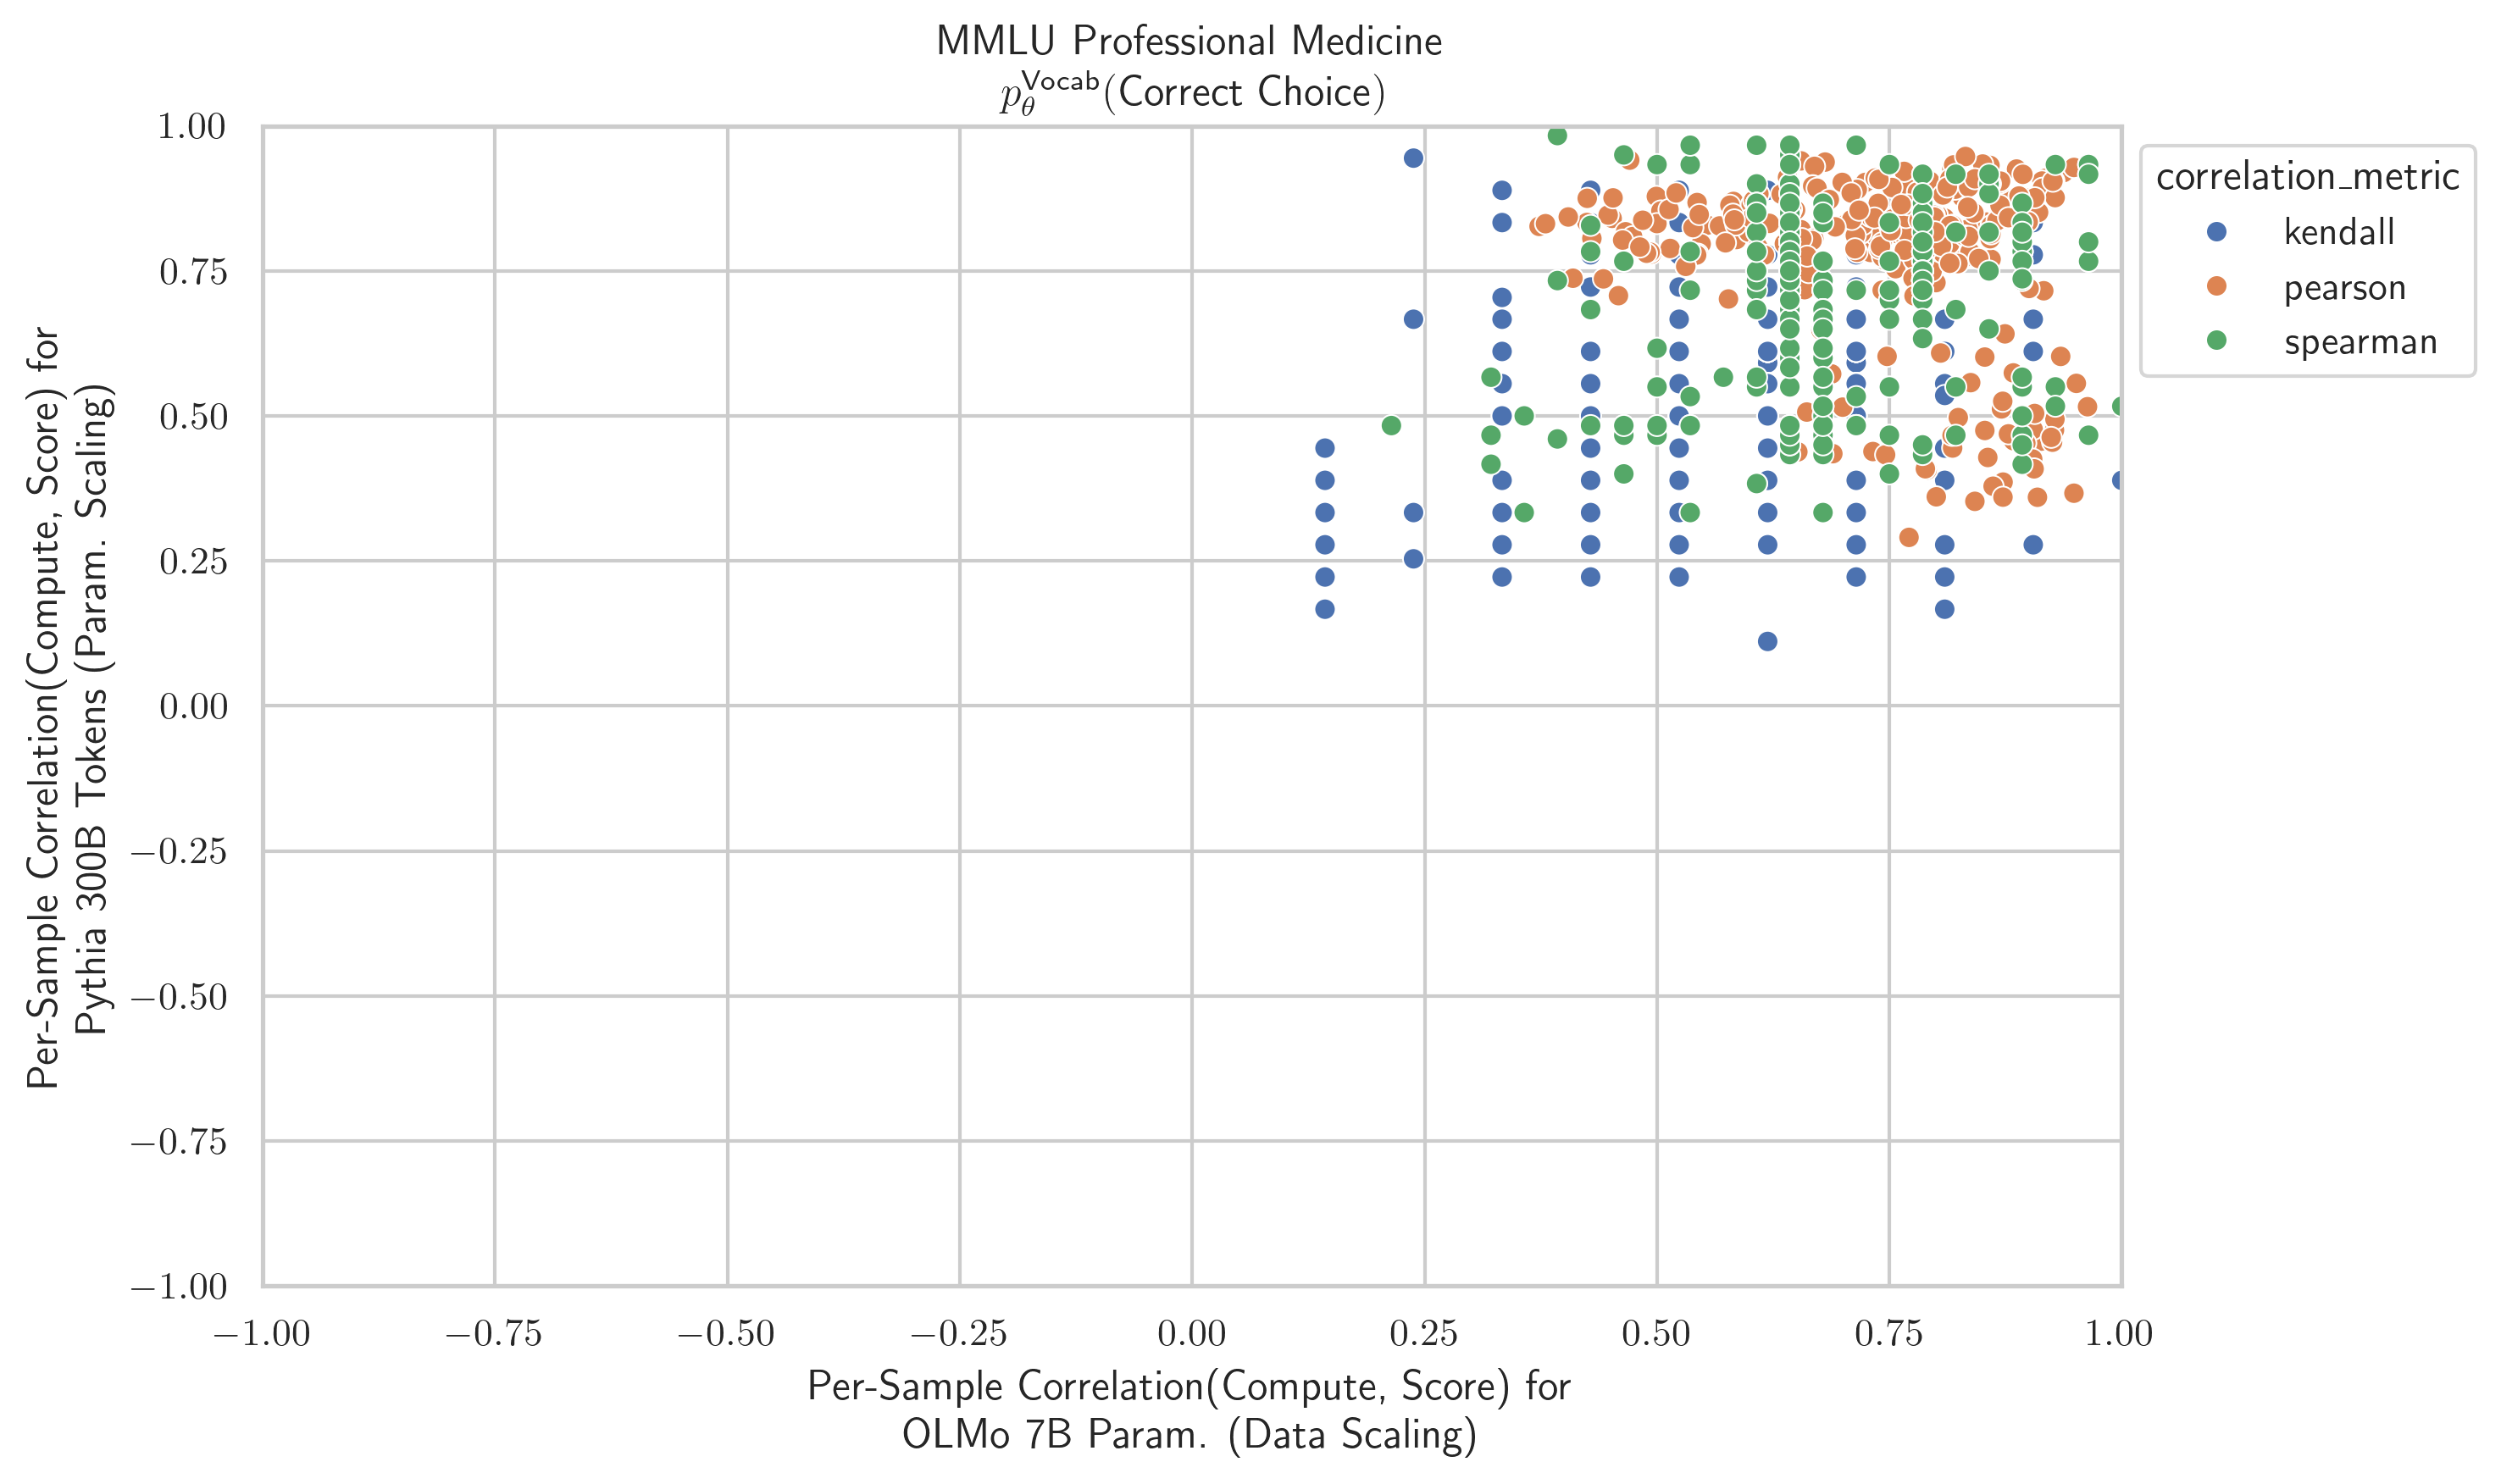 MMLU Professional Medicine
p_θ^Vocab(Correct Choice)
1.00
0.75
0.50
0.25
0.00
−0.25
−0.50
−0.75
−1.00
Per-Sample Correlation(Compute, Score) for
Pythia 300B Tokens (Param. Scaling)
correlation_metric
kendall
pearson
spearman
−1.00 −0.75 −0.50 −0.25 0.00 0.25 0.50 0.75 1.00
Per-Sample Correlation(Compute, Score) for
OLMo 7B Param. (Data Scaling)